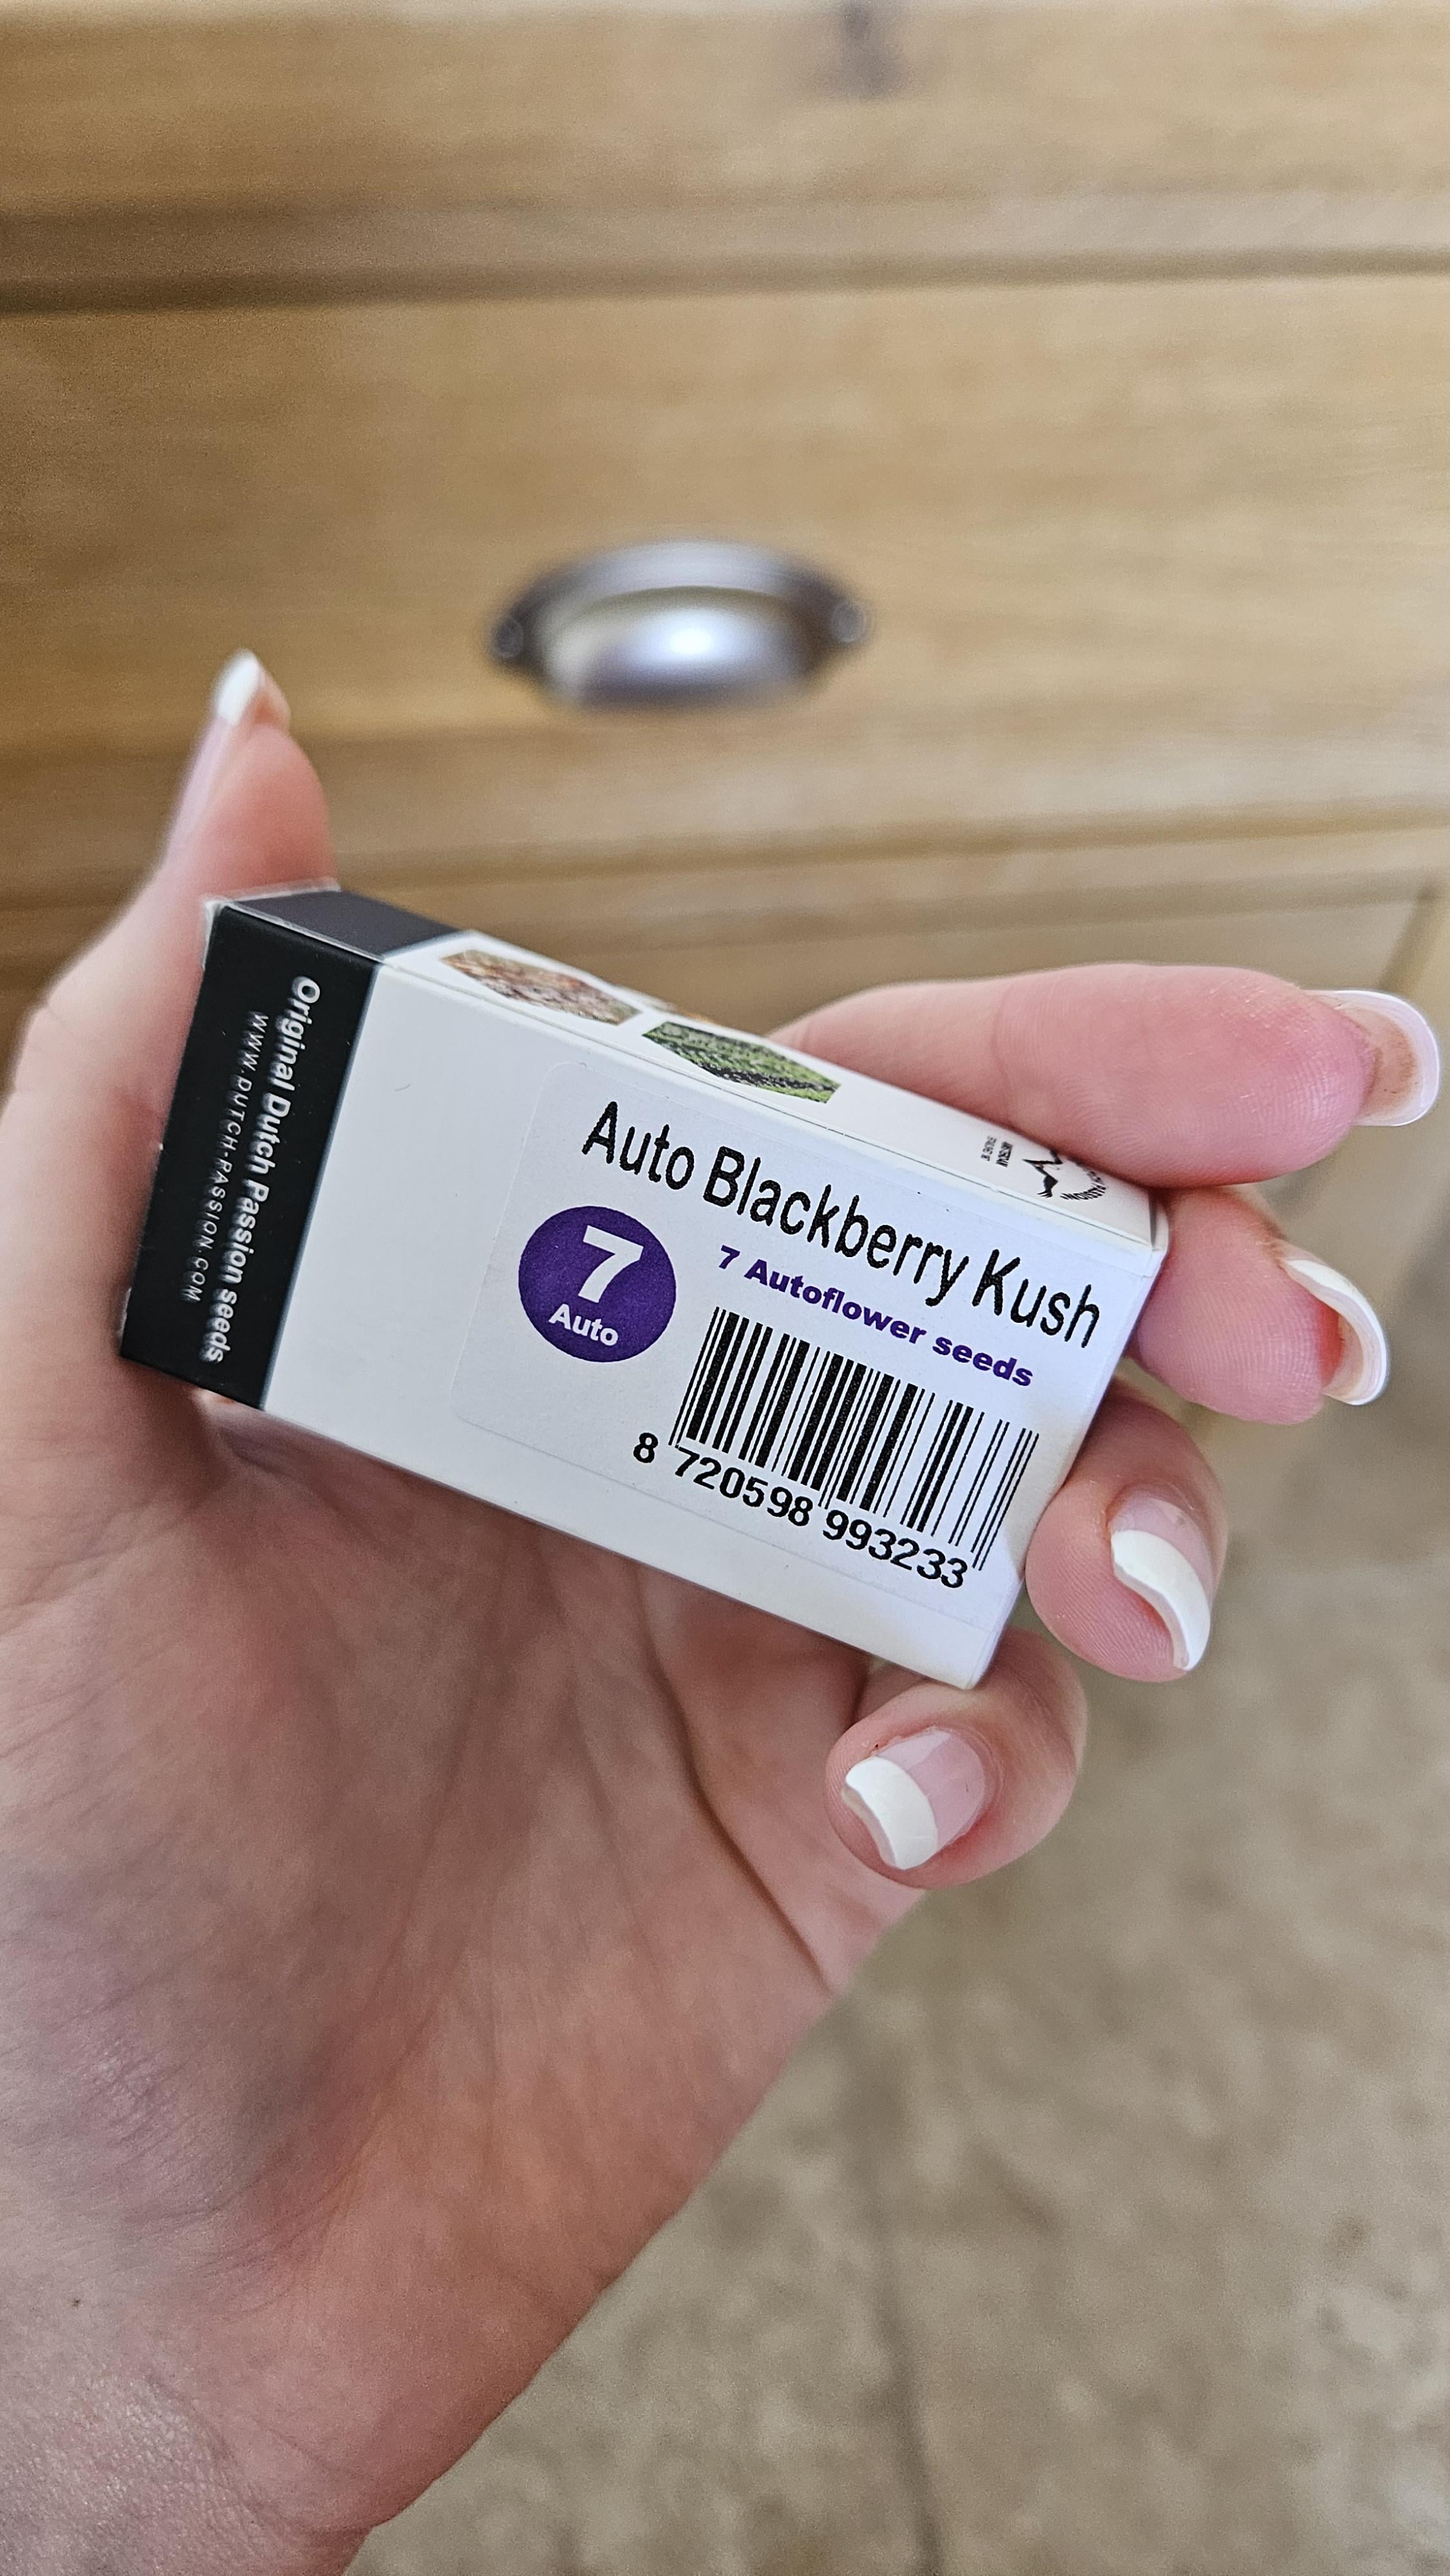 Original Dutch Passion seeds
WWW.DUTCH-PASSION.COM
Auto Blackberry Kush
7 Autoflower seeds
7
Auto
8 720598 993233